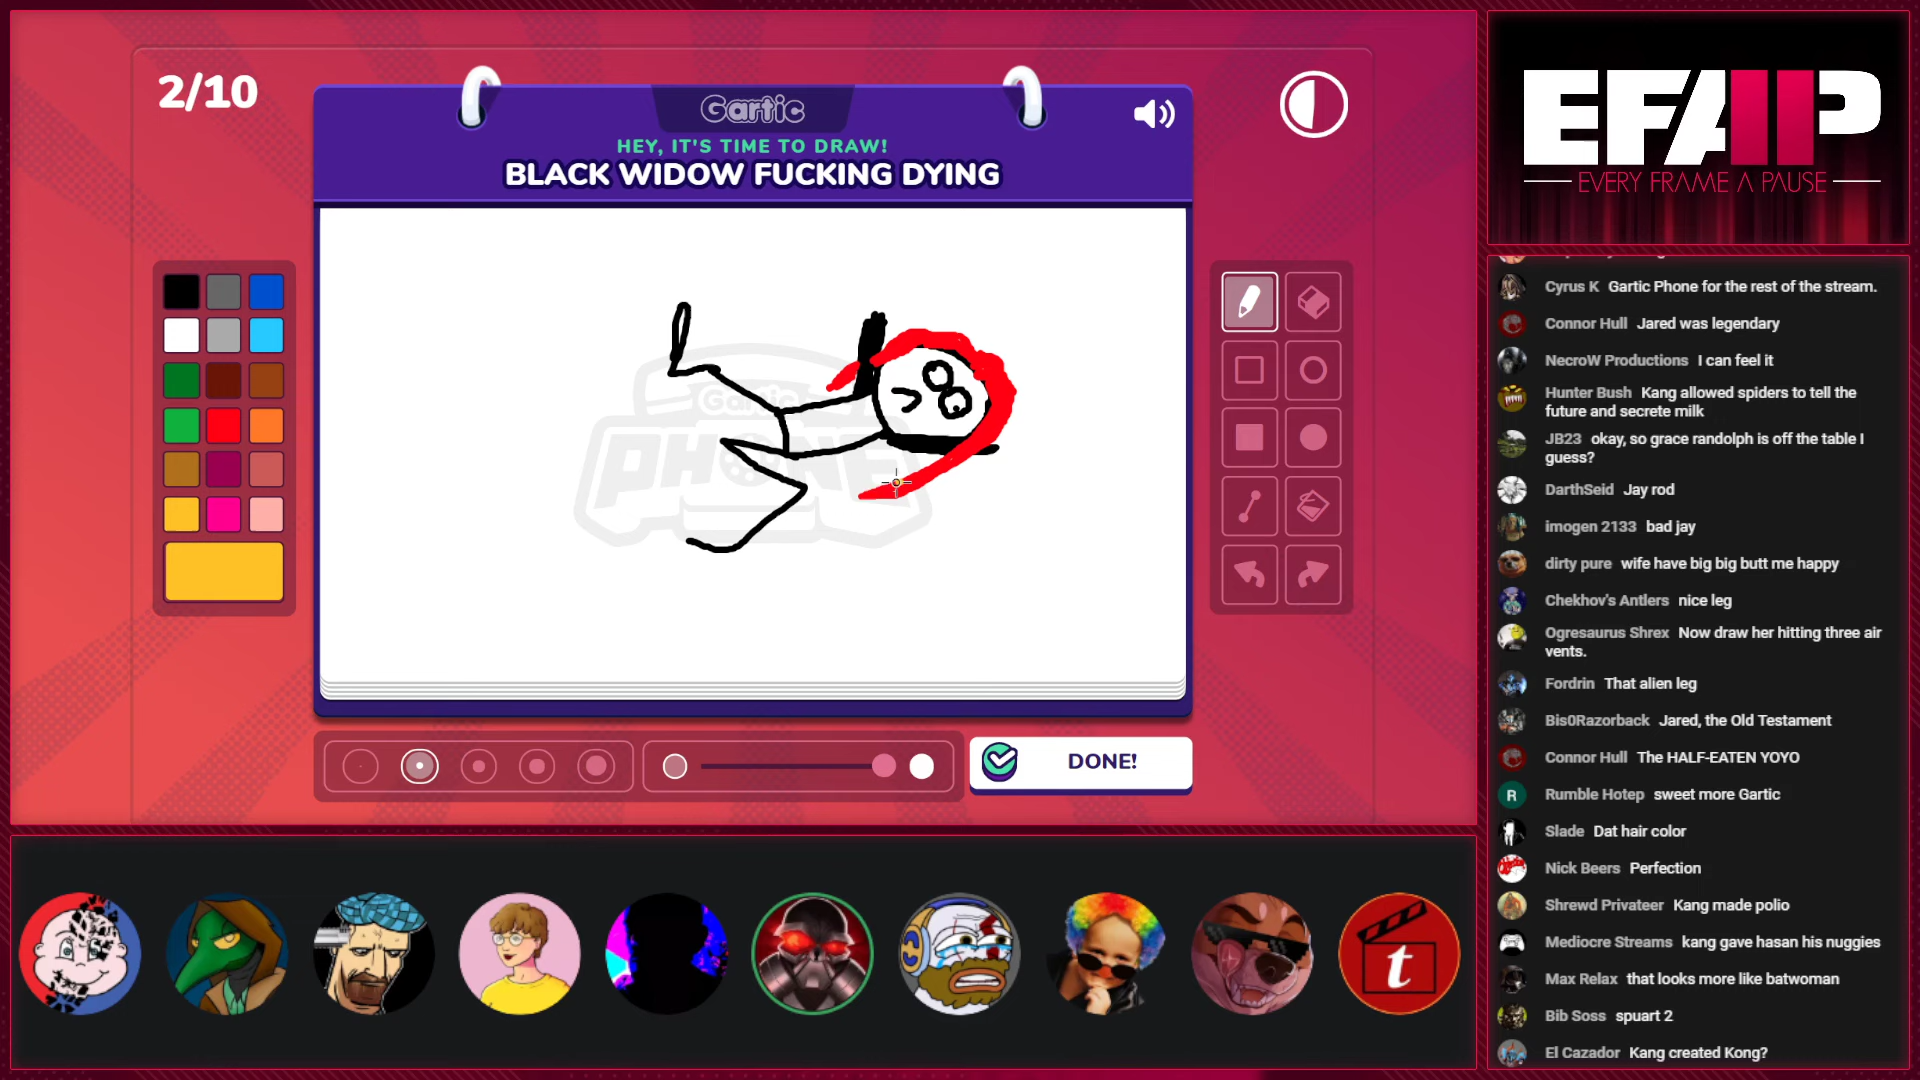 2/10
Gartic
HEY, IT'S TIME TO DRAW!
BLACK WIDOW FUCKING DYING
Gartic
PHONE
DONE!
EFAP
EVERY FRAME A PAUSE
Cyrus K Gartic Phone for the rest of the stream.
Connor Hull Jared was legendary
NecroW Productions I can feel it
Hunter Bush Kang allowed spiders to tell the
future and secrete milk
JB23 okay, so grace randolph is off the table I
guess?
DarthSeid Jay rod
imogen 2133 bad jay
dirty pure wife have big big butt me happy
Chekhov's Antlers nice leg
Ogresaurus Shrex Now draw her hitting three air
vents.
Fordrin That alien leg
Bis0Razorback Jared, the Old Testament
Connor Hull The HALF-EATEN YOYO
R Rumble Hotep sweet more Gartic
Slade Dat hair color
Nick Beers Perfection
Shrewd Privateer Kang made polio
Mediocre Streams kang gave hasan his nuggies
Max Relax that looks more like batwoman
Bib Soss spuart 2
El Cazador Kang created Kong?
t